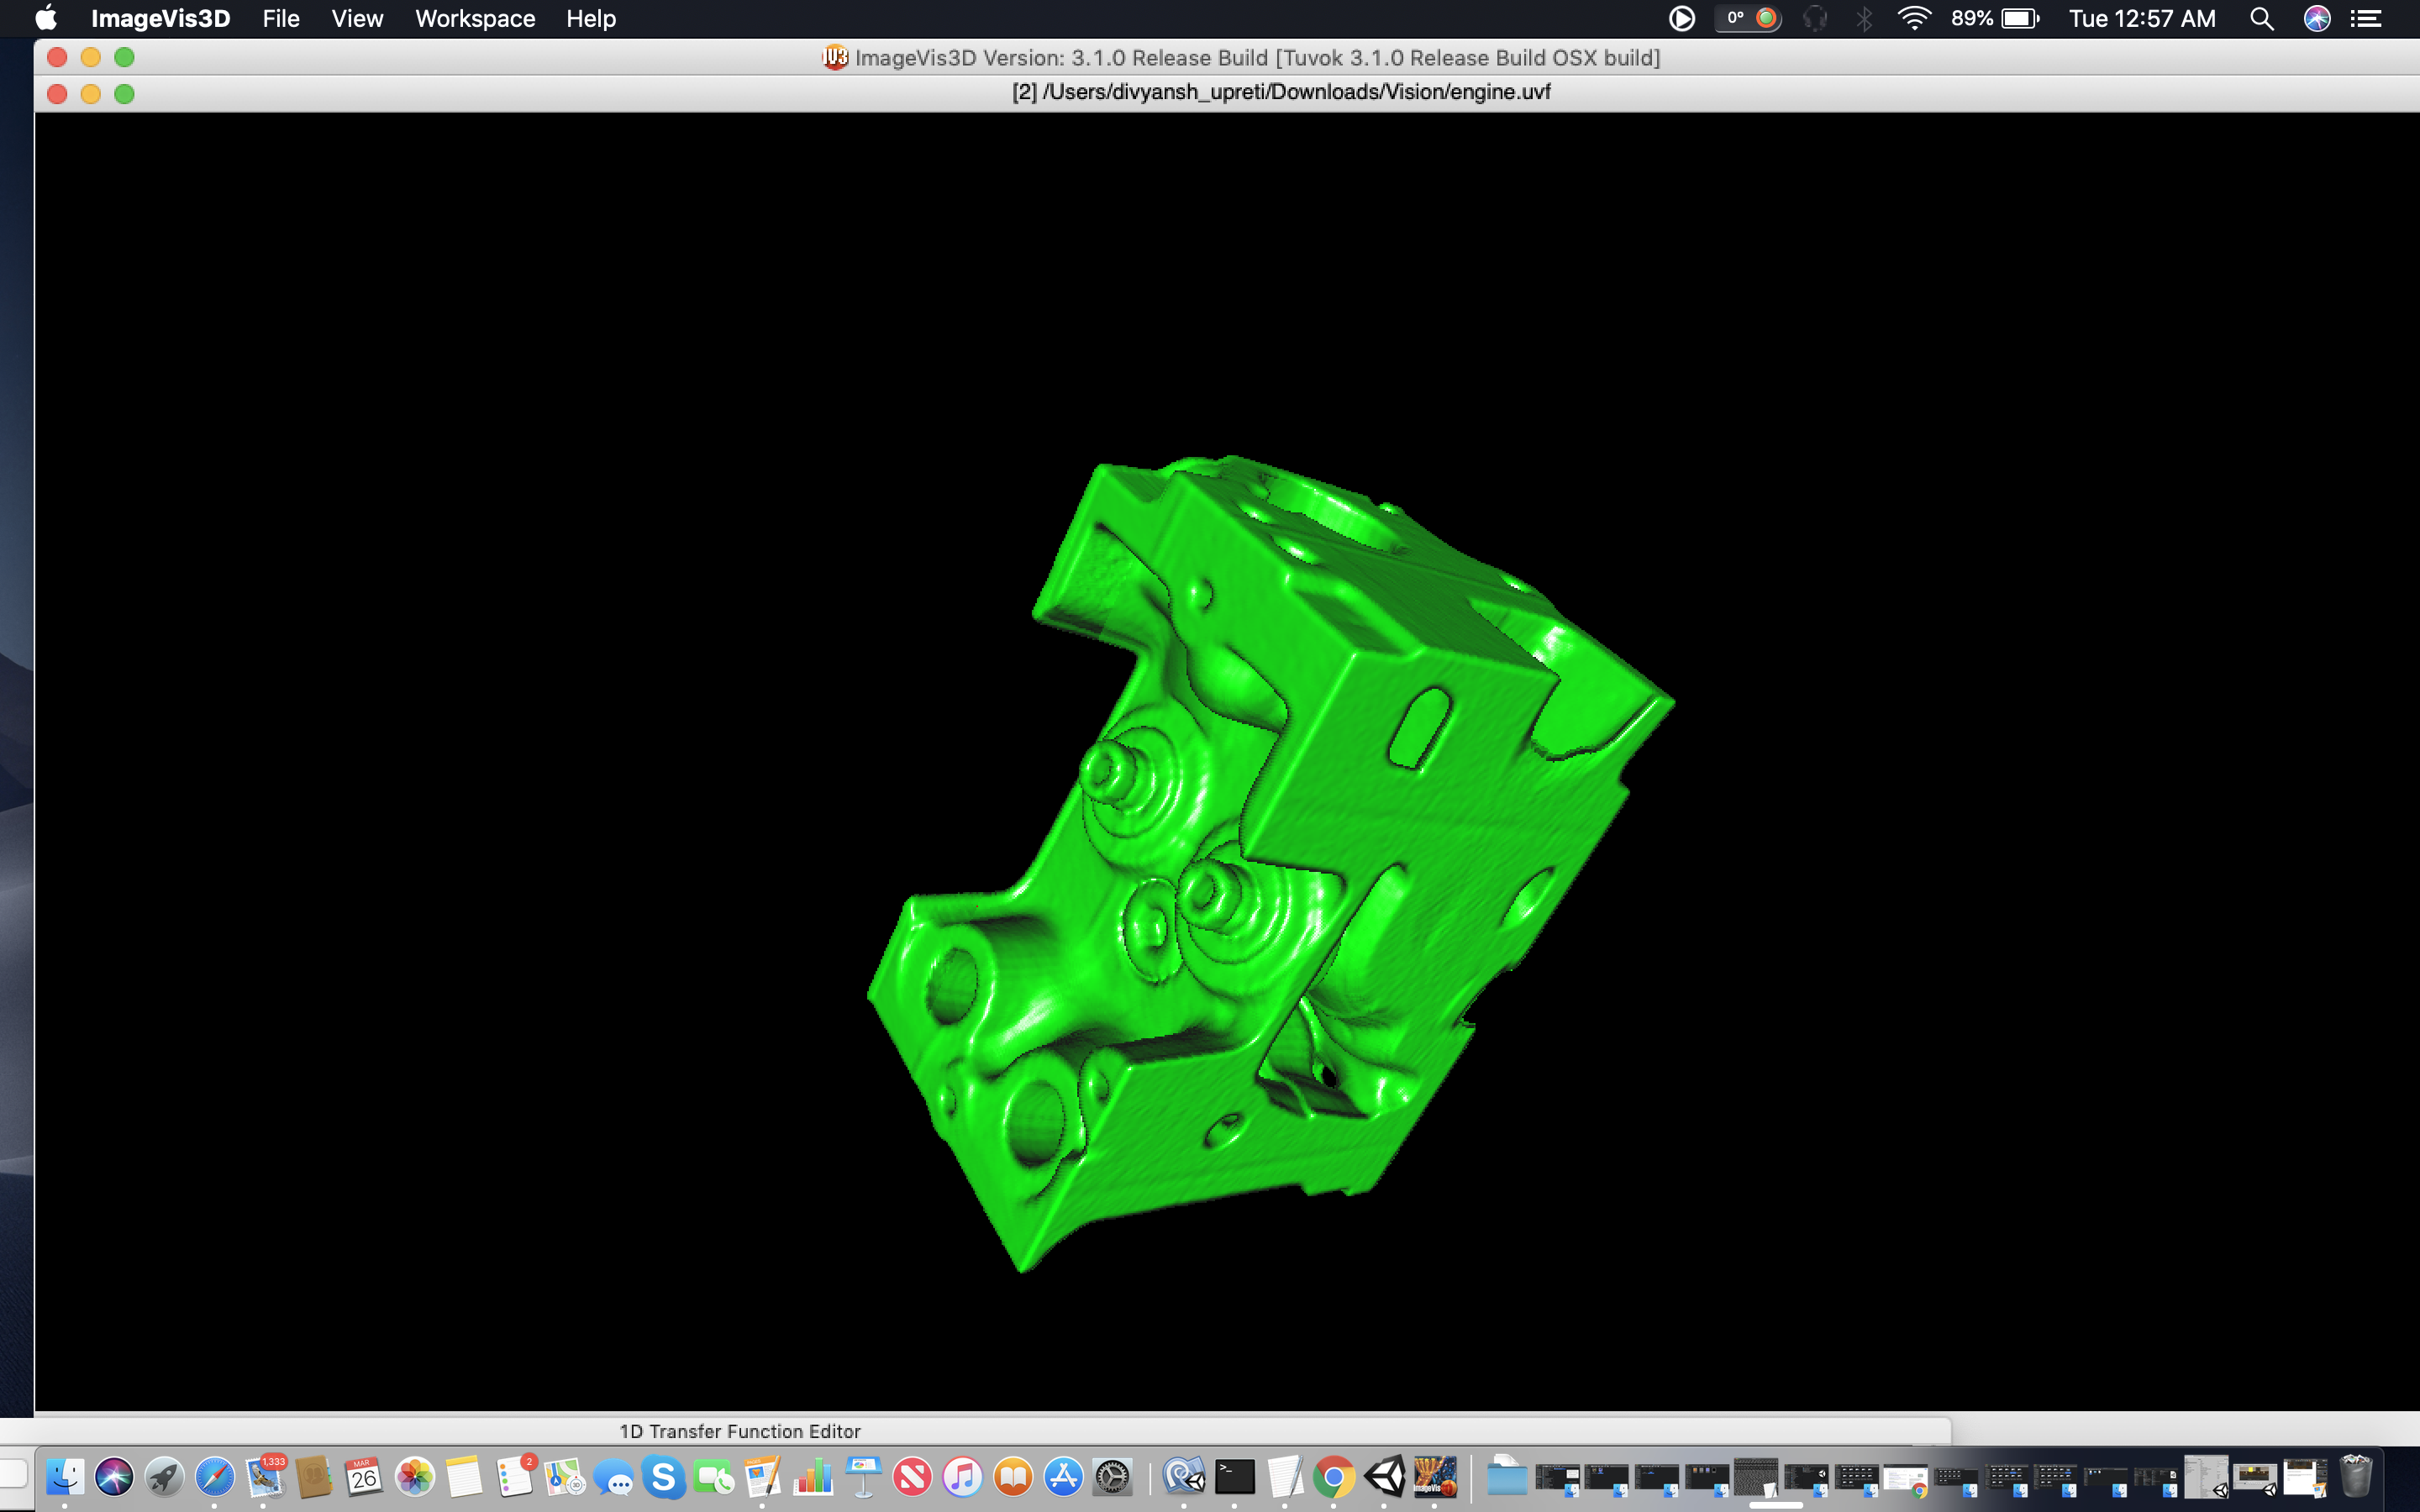 ImageVis3D File View Workspace Help 0° 89% Tue 12:57 AM
IV3 ImageVis3D Version: 3.1.0 Release Build [Tuvok 3.1.0 Release Build OSX build]
[2] /Users/divyansh_upreti/Downloads/Vision/engine.uvf
1D Transfer Function Editor
1,333
MAR
26
2
ImageVis